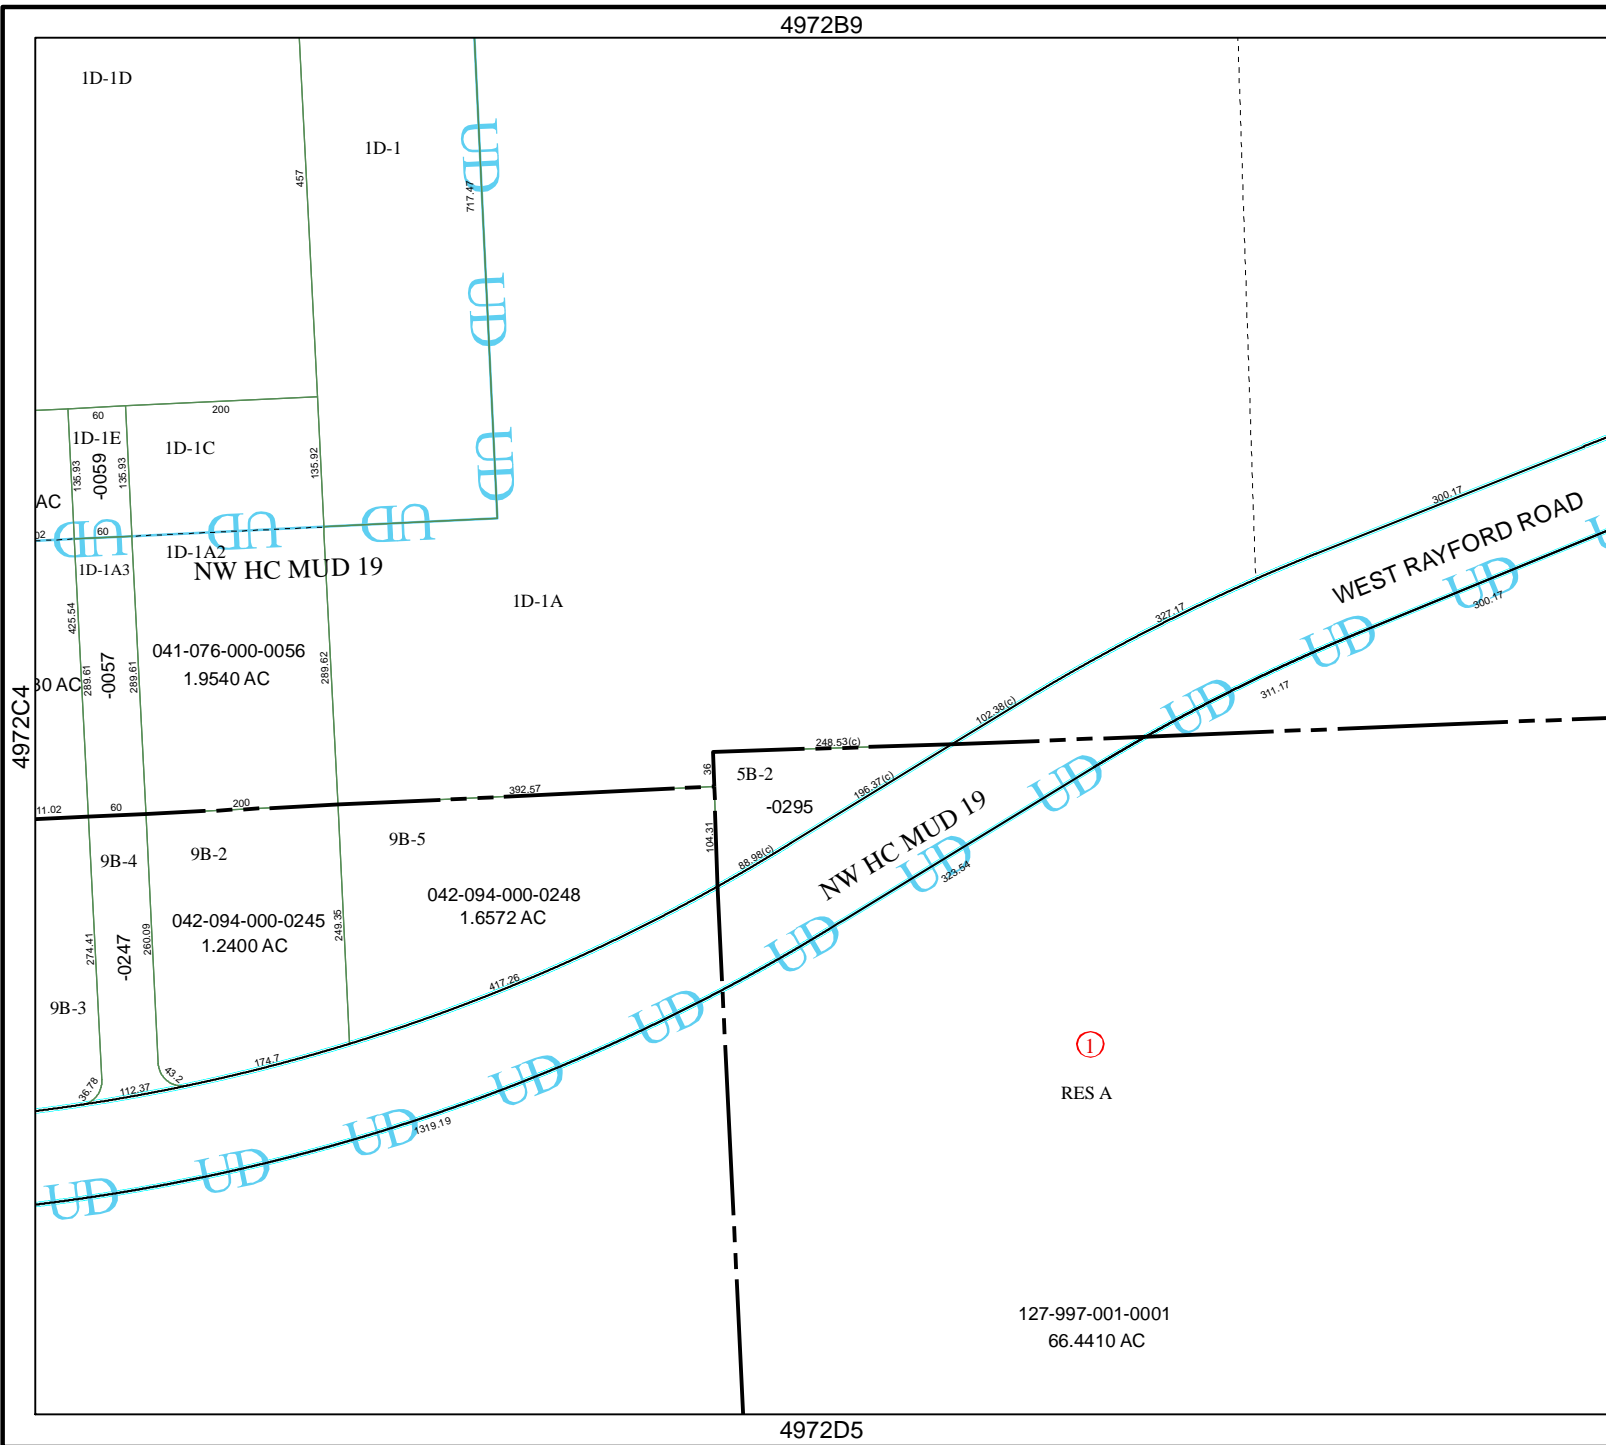 4972B9
1D-1D
1D-1
457
717.47
UD
UD
UD
60
200
1D-1E
1D-1C
135.93
-0059
135.93
135.92
AC
02
60
UD
UD
UD
1D-1A2
1D-1A3
NW HC MUD 19
1D-1A
425.54
289.61
-0057
289.61
041-076-000-0056
1.9540 AC
289.62
30 AC
4972C4
300.17
WEST RAYFORD ROAD
327.17
300.17
311.17
UD
UD
UD
UD
UD
UD
UD
UD
UD
UD
UD
UD
102.38(c)
248.53(c)
36
5B-2
-0295
196.37(c)
11.02
60
200
392.57
9B-4
9B-2
9B-5
104.31
88.98(c)
NW HC MUD 19
323.54
042-094-000-0248
1.6572 AC
042-094-000-0245
1.2400 AC
274.41
-0247
260.09
249.35
9B-3
417.26
174.7
43.2
112.37
36.78
1319.19
1
RES A
127-997-001-0001
66.4410 AC
4972D5